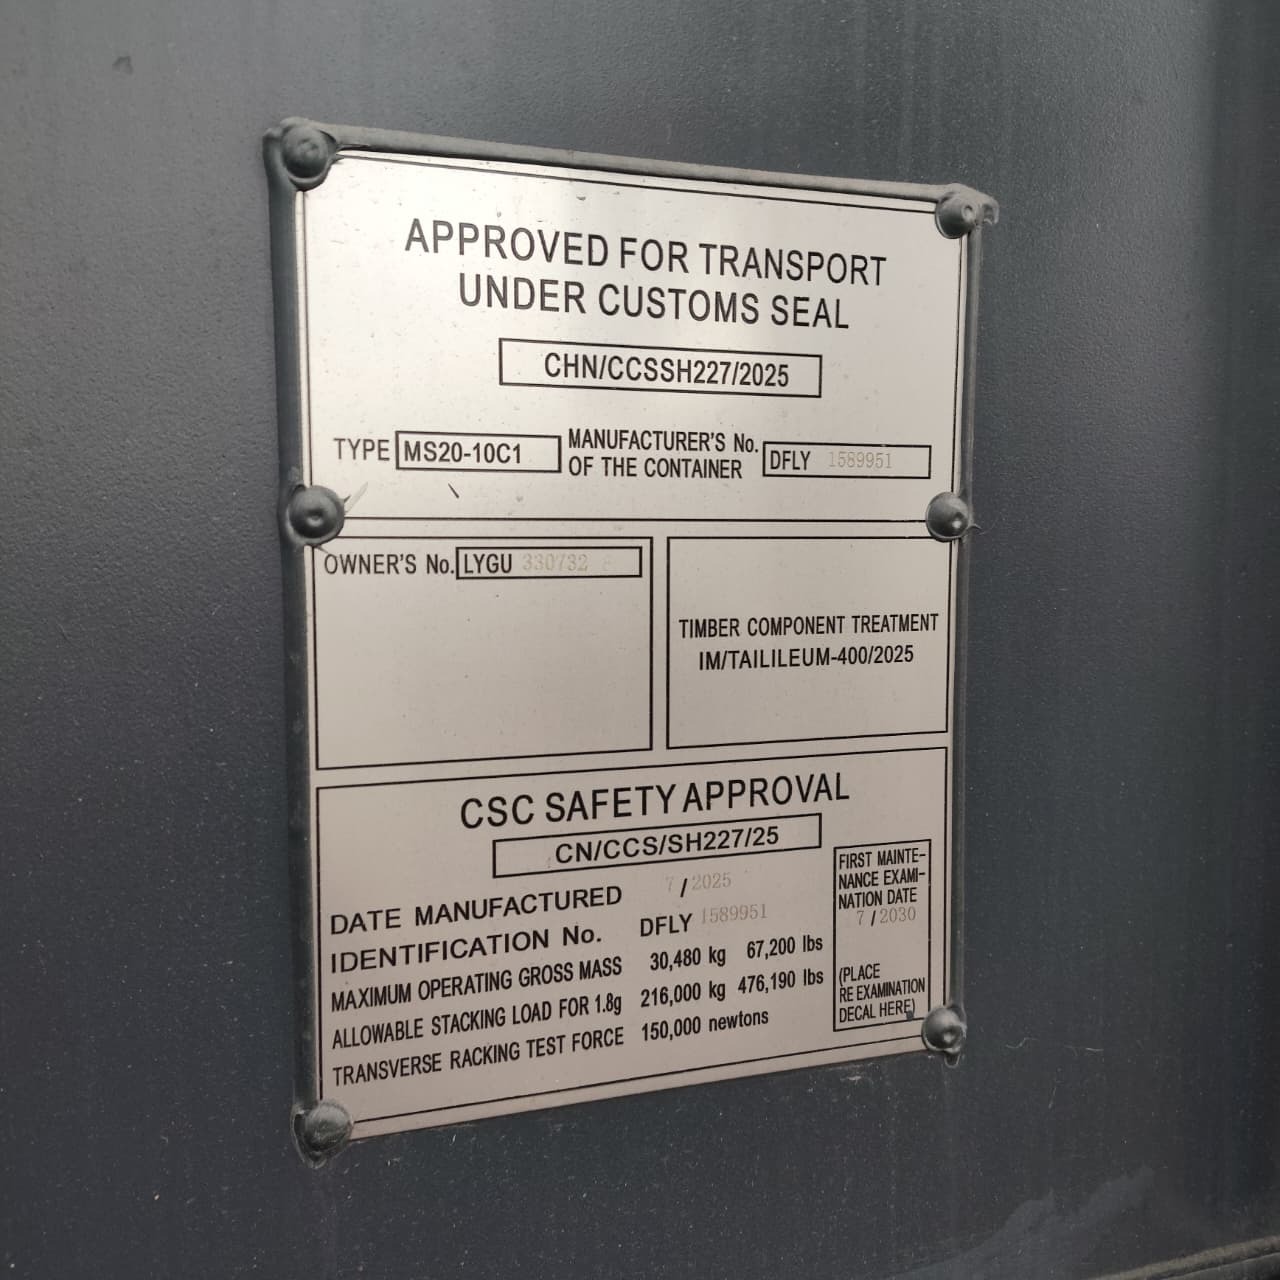 APPROVED FOR TRANSPORT
UNDER CUSTOMS SEAL
CHN/CCSSH227/2025
TYPE MS20-10C1 MANUFACTURER'S No. OF THE CONTAINER DFLY 1589951
OWNER'S No. LYGU 330732
TIMBER COMPONENT TREATMENT
IM/TAILILEUM-400/2025
CSC SAFETY APPROVAL
CN/CCS/SH227/25
DATE MANUFACTURED 7 / 2025
IDENTIFICATION No. DFLY 1589951
MAXIMUM OPERATING GROSS MASS 30,480 kg 67,200 lbs
ALLOWABLE STACKING LOAD FOR 1.8g 216,000 kg 476,190 lbs
TRANSVERSE RACKING TEST FORCE 150,000 newtons
FIRST MAINTE-
NANCE EXAMI-
NATION DATE
7 / 2030
(PLACE
RE EXAMINATION
DECAL HERE)